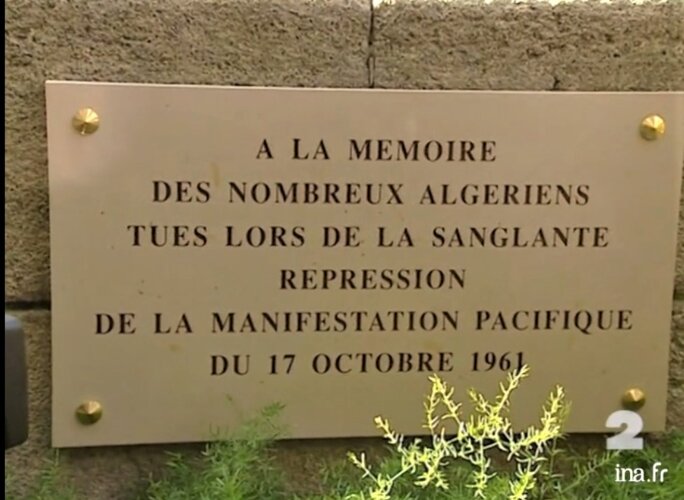 A LA MEMOIRE
DES NOMBREUX ALGERIENS
TUES LORS DE LA SANGLANTE
REPRESSION
DE LA MANIFESTATION PACIFIQUE
DU 17 OCTOBRE 1961
2
ina.fr